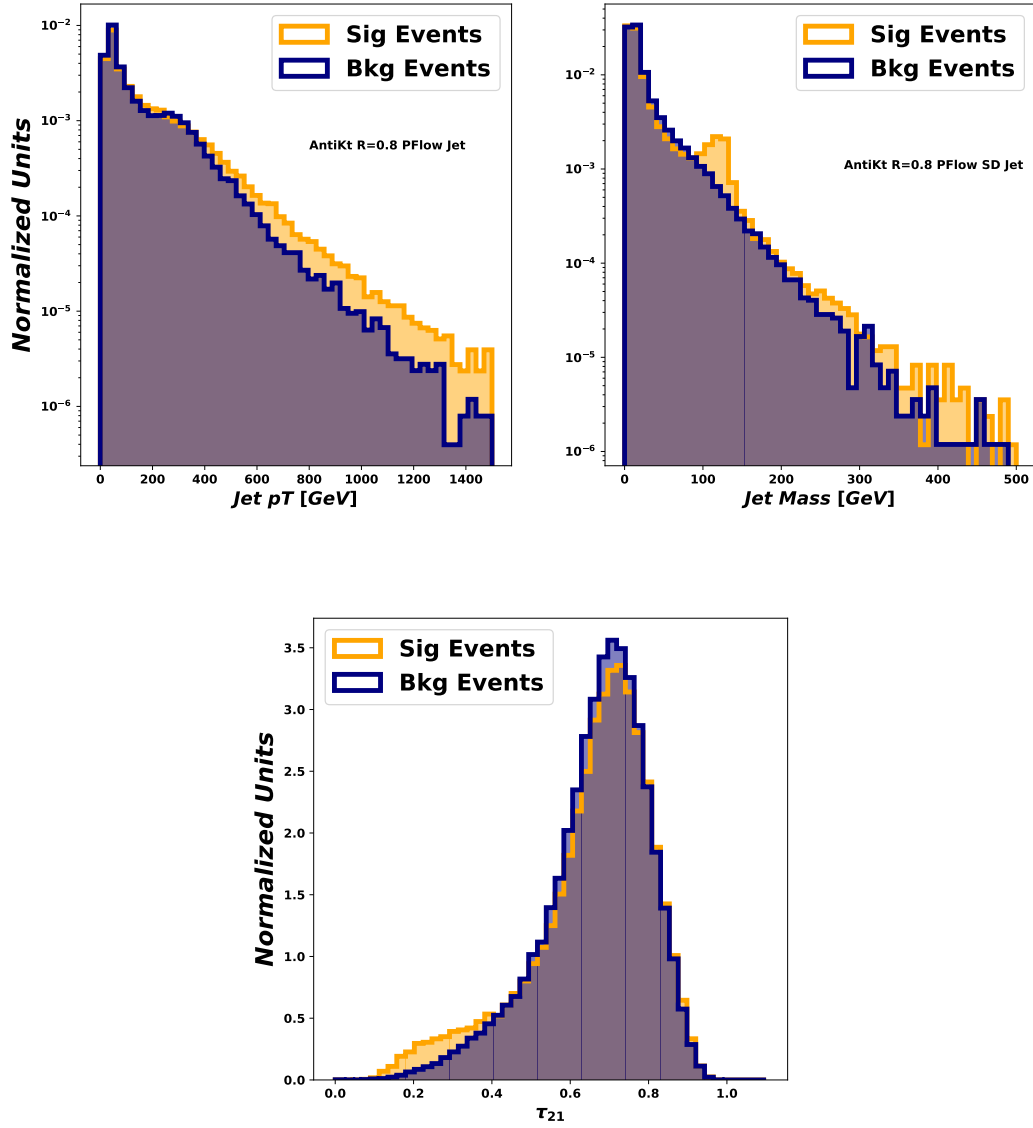 Normalized Units
10⁻²
10⁻³
10⁻⁴
10⁻⁵
10⁻⁶
Sig Events
Bkg Events
AntiKt R=0.8 PFlow Jet
0 200 400 600 800 1000 1200 1400
Jet pT [GeV]
10⁻²
10⁻³
10⁻⁴
10⁻⁵
10⁻⁶
Sig Events
Bkg Events
AntiKt R=0.8 PFlow SD Jet
0 100 200 300 400 500
Jet Mass [GeV]
Normalized Units
3.5
3.0
2.5
2.0
1.5
1.0
0.5
0.0
Sig Events
Bkg Events
0.0 0.2 0.4 0.6 0.8 1.0
τ₂₁